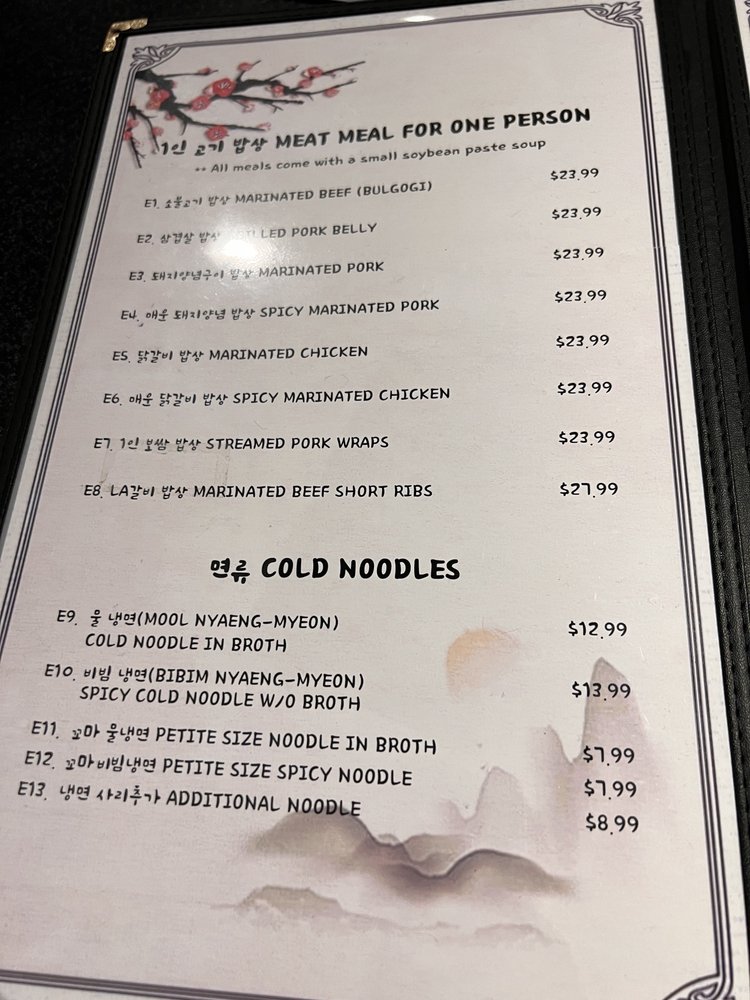 1인 고기 밥상 MEAT MEAL FOR ONE PERSON
** All meals come with a small soybean paste soup
E1. 소불고기 밥상 MARINATED BEEF (BULGOGI) $23.99
E2. 삼겹살 밥상 PORK BELLY $23.99
E3. 돼지양념구이 밥상 MARINATED PORK $23.99
E4. 매운 돼지양념 밥상 SPICY MARINATED PORK $23.99
E5. 닭갈비 밥상 MARINATED CHICKEN $23.99
E6. 매운 닭갈비 밥상 SPICY MARINATED CHICKEN $23.99
E7. 1인 보쌈 밥상 STREAMED PORK WRAPS $23.99
E8. LA갈비 밥상 MARINATED BEEF SHORT RIBS $27.99
면류 COLD NOODLES
E9. 물 냉면(MOOL NYAENG-MYEON) $12.99
COLD NOODLE IN BROTH
E10. 비빔 냉면(BIBIM NYAENG-MYEON) $13.99
SPICY COLD NOODLE W/O BROTH
E11. 꼬마 물냉면 PETITE SIZE NOODLE IN BROTH $7.99
E12. 꼬마비빔냉면 PETITE SIZE SPICY NOODLE $7.99
E13. 냉면 사리추가 ADDITIONAL NOODLE $8.99